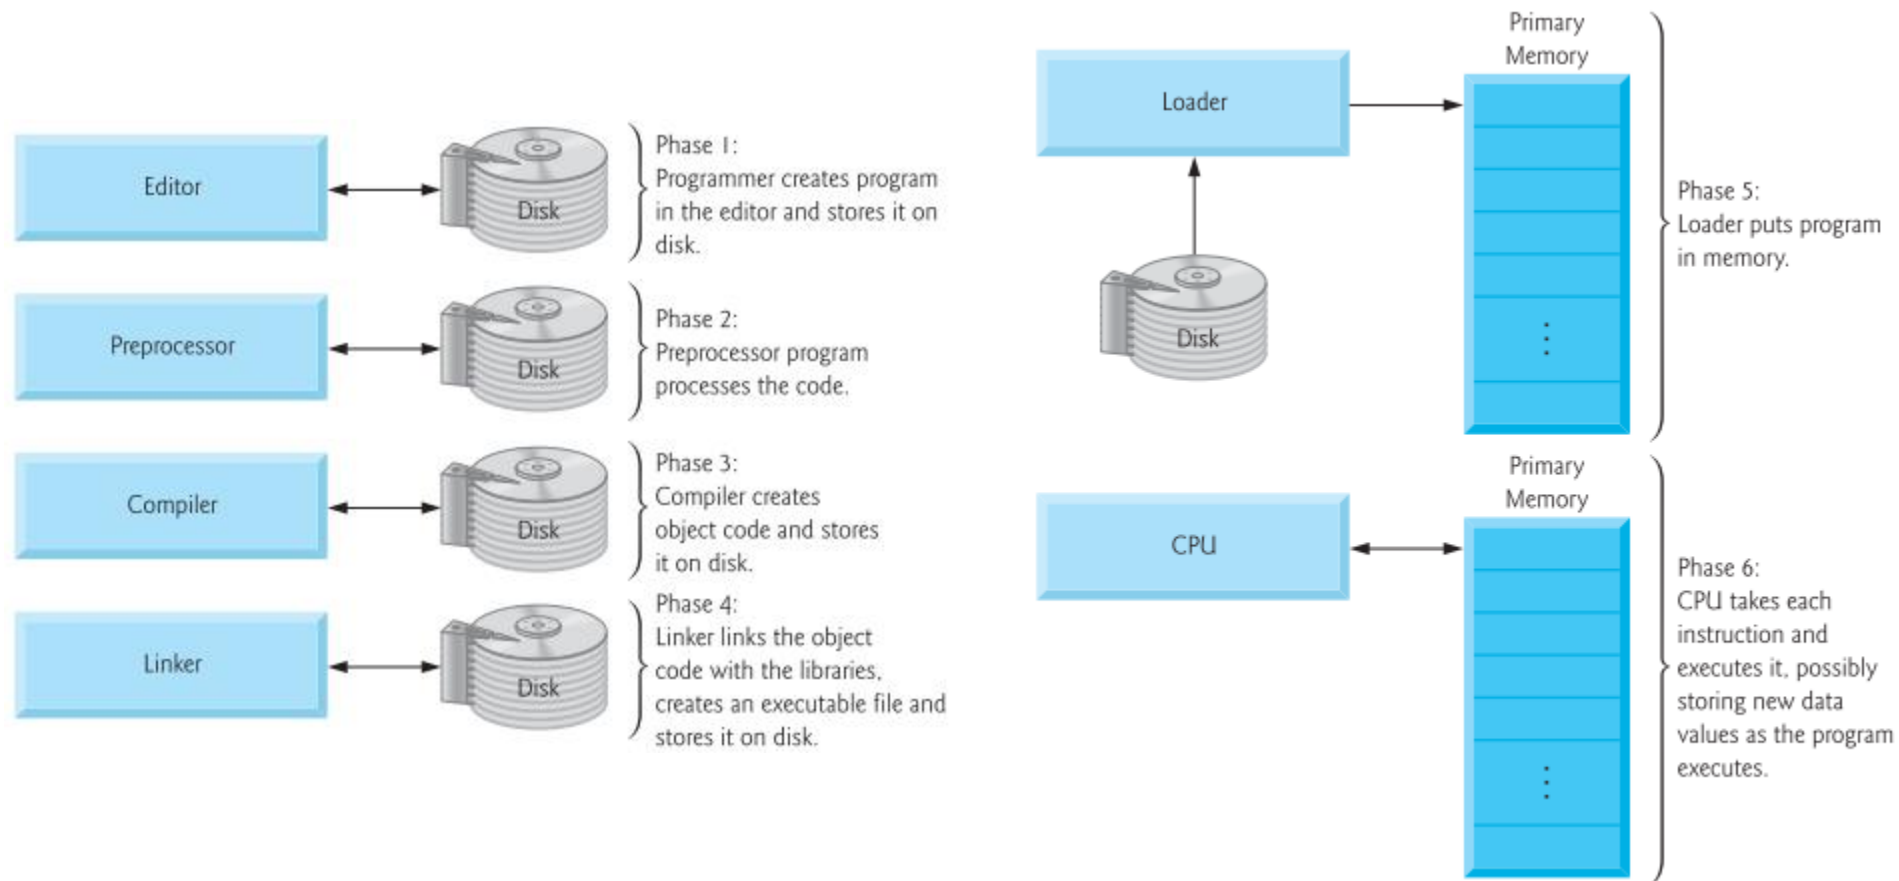 Editor
Disk
Phase 1:
Programmer creates program
in the editor and stores it on
disk.
Preprocessor
Disk
Phase 2:
Preprocessor program
processes the code.
Compiler
Disk
Phase 3:
Compiler creates
object code and stores
it on disk.
Linker
Disk
Phase 4:
Linker links the object
code with the libraries,
creates an executable file and
stores it on disk.
Loader
Disk
Primary
Memory
Phase 5:
Loader puts program
in memory.
CPU
Primary
Memory
Phase 6:
CPU takes each
instruction and
executes it, possibly
storing new data
values as the program
executes.